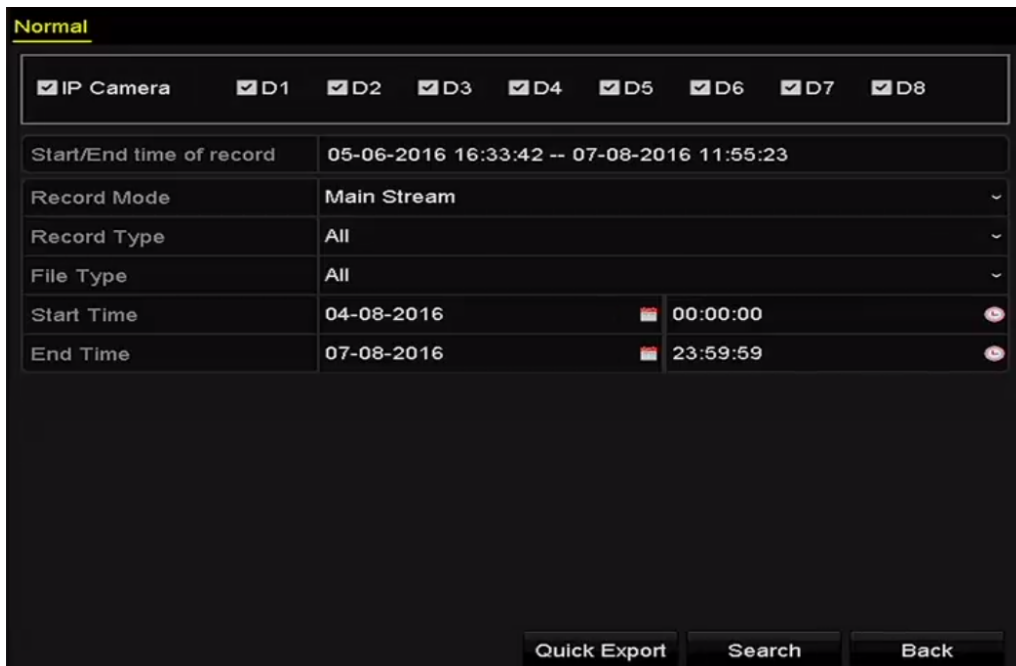 Normal
IP Camera D1 D2 D3 D4 D5 D6 D7 D8
Start/End time of record 05-06-2016 16:33:42 -- 07-08-2016 11:55:23
Record Mode Main Stream
Record Type All
File Type All
Start Time 04-08-2016 00:00:00
End Time 07-08-2016 23:59:59
Quick Export Search Back